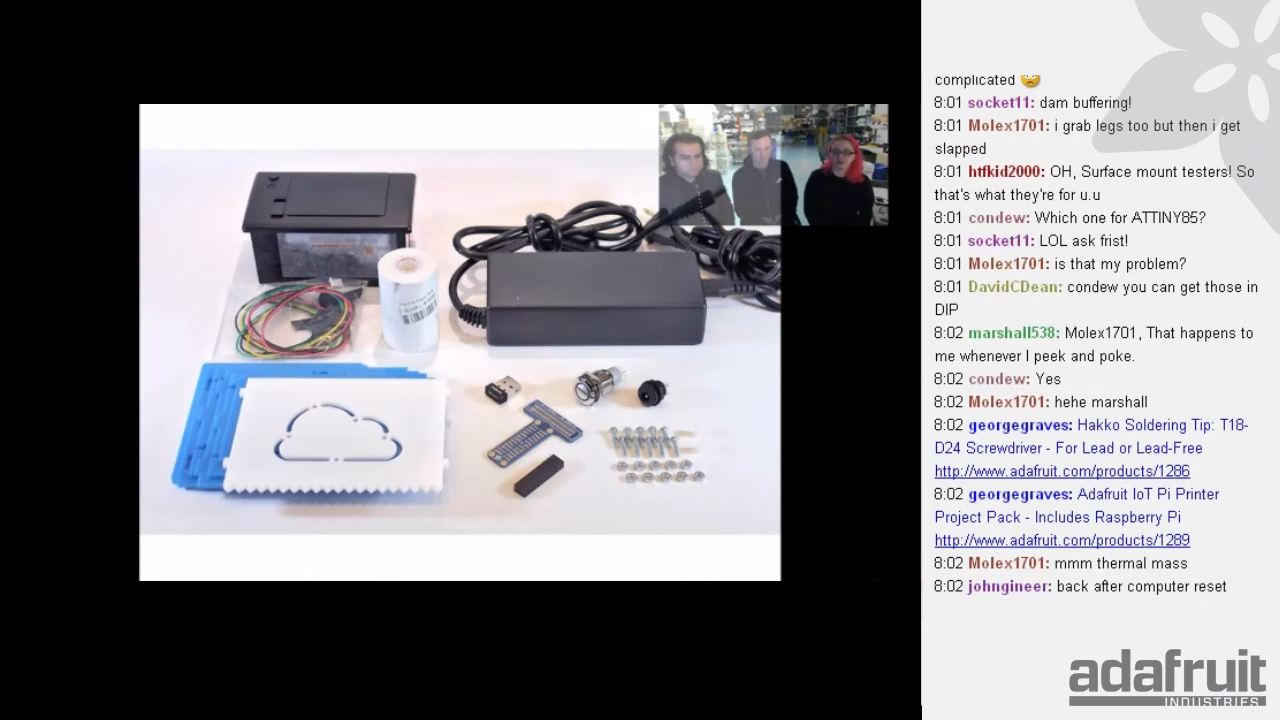 complicated
8:01 socket11: dam buffering!
8:01 Molex1701: i grab legs too but then i get
slapped
8:01 htfkid2000: OH, Surface mount testers! So
that's what they're for u.u
8:01 condew: Which one for ATTINY85?
8:01 socket11: LOL ask frist!
8:01 Molex1701: is that my problem?
8:01 DavidCDean: condew you can get those in
DIP
8:02 marshall538: Molex1701, That happens to
me whenever I peek and poke.
8:02 condew: Yes
8:02 Molex1701: hehe marshall
8:02 georgegraves: Hakko Soldering Tip: T18-
D24 Screwdriver - For Lead or Lead-Free
http://www.adafruit.com/products/1286
8:02 georgegraves: Adafruit IoT Pi Printer
Project Pack - Includes Raspberry Pi
http://www.adafruit.com/products/1289
8:02 Molex1701: mmm thermal mass
8:02 johngineer: back after computer reset
adafruit
INDUSTRIES